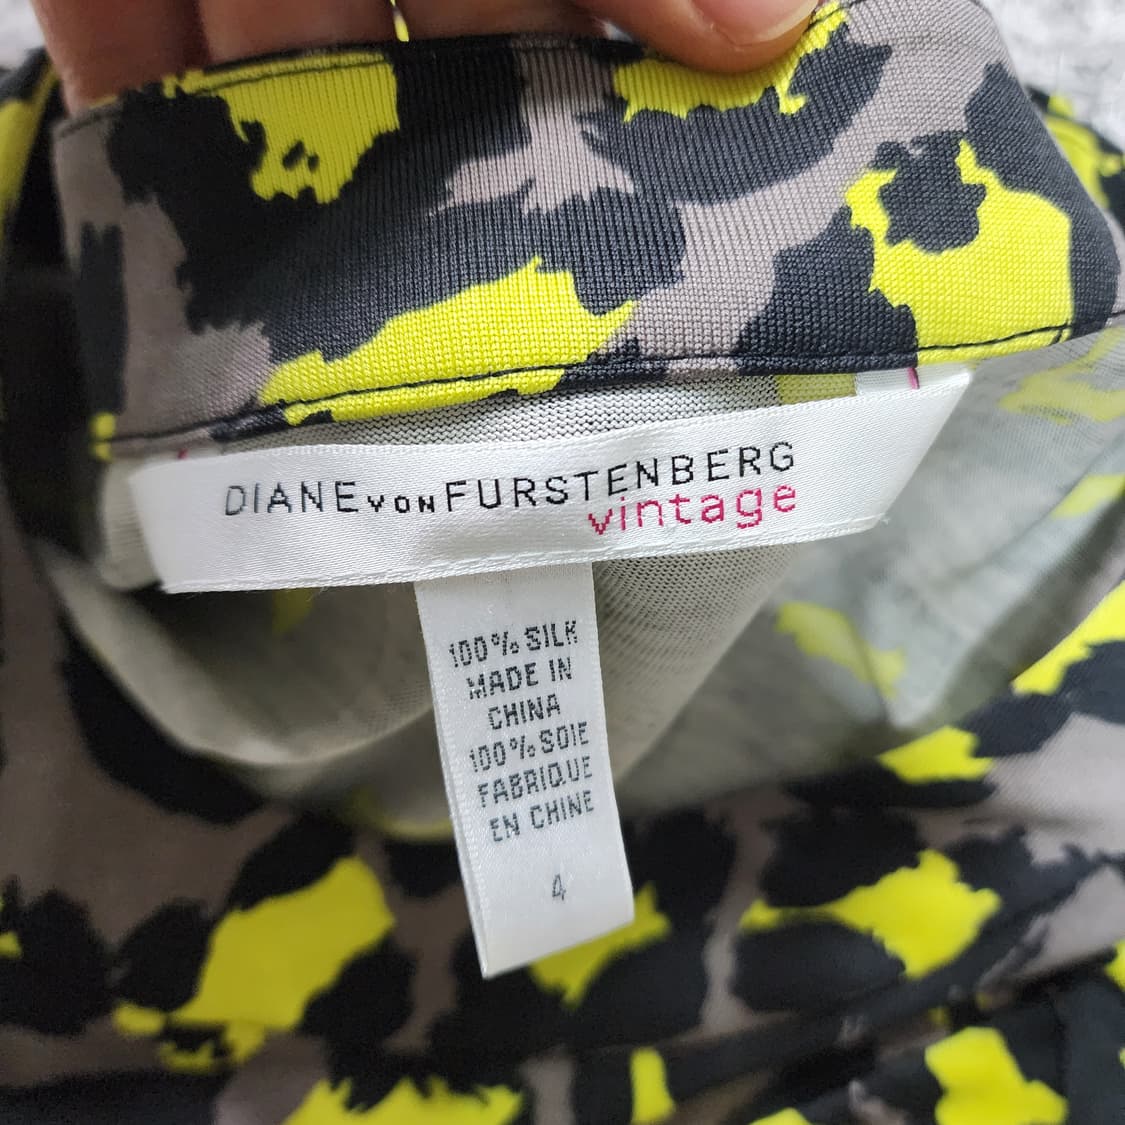 DIANE VON FURSTENBERG
vintage
100% SILK
MADE IN
CHINA
100% SOIE
FABRIQUE
EN CHINE
4